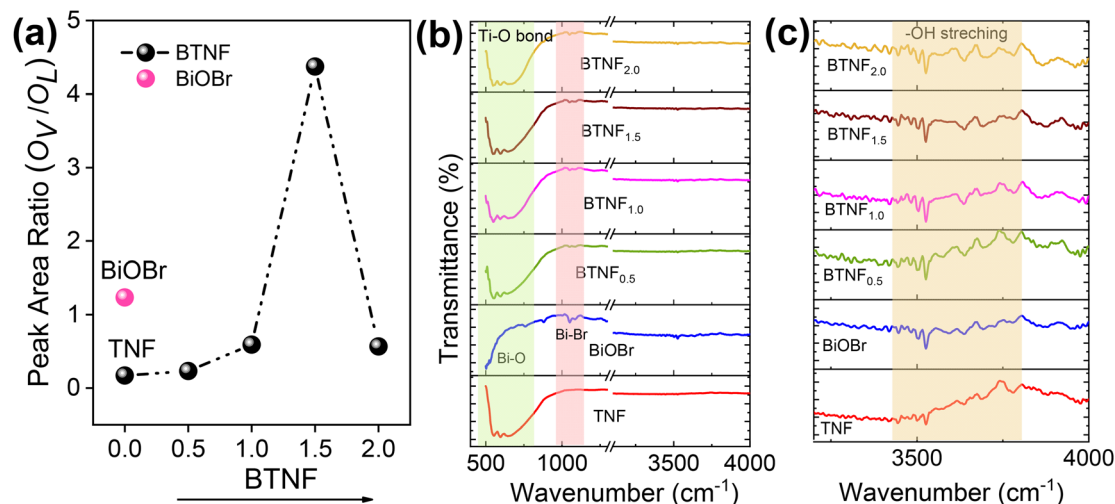 (a)
Peak Area Ratio (OV/OL)
5
4
3
2
1
0
BTNF
BiOBr
BiOBr
TNF
0.0 0.5 1.0 1.5 2.0
BTNF
(b)
Transmittance (%)
Ti-O bond
BTNF2.0
BTNF1.5
BTNF1.0
BTNF0.5
Bi-O
Bi-Br
BiOBr
TNF
500 1000 3500 4000
Wavenumber (cm-1)
(c)
-OH streching
BTNF2.0
BTNF1.5
BTNF1.0
BTNF0.5
BiOBr
TNF
3500 4000
Wavenumber (cm-1)